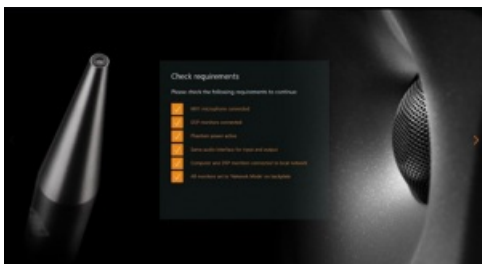 Check requirements
Please check the following requirements to continue:
MA1 microphone connected
DSP monitors connected
Phantom power active
Same audio interface for input and output
Computer and DSP monitors connected to local network
All monitors set to 'Network Mode' via backplate